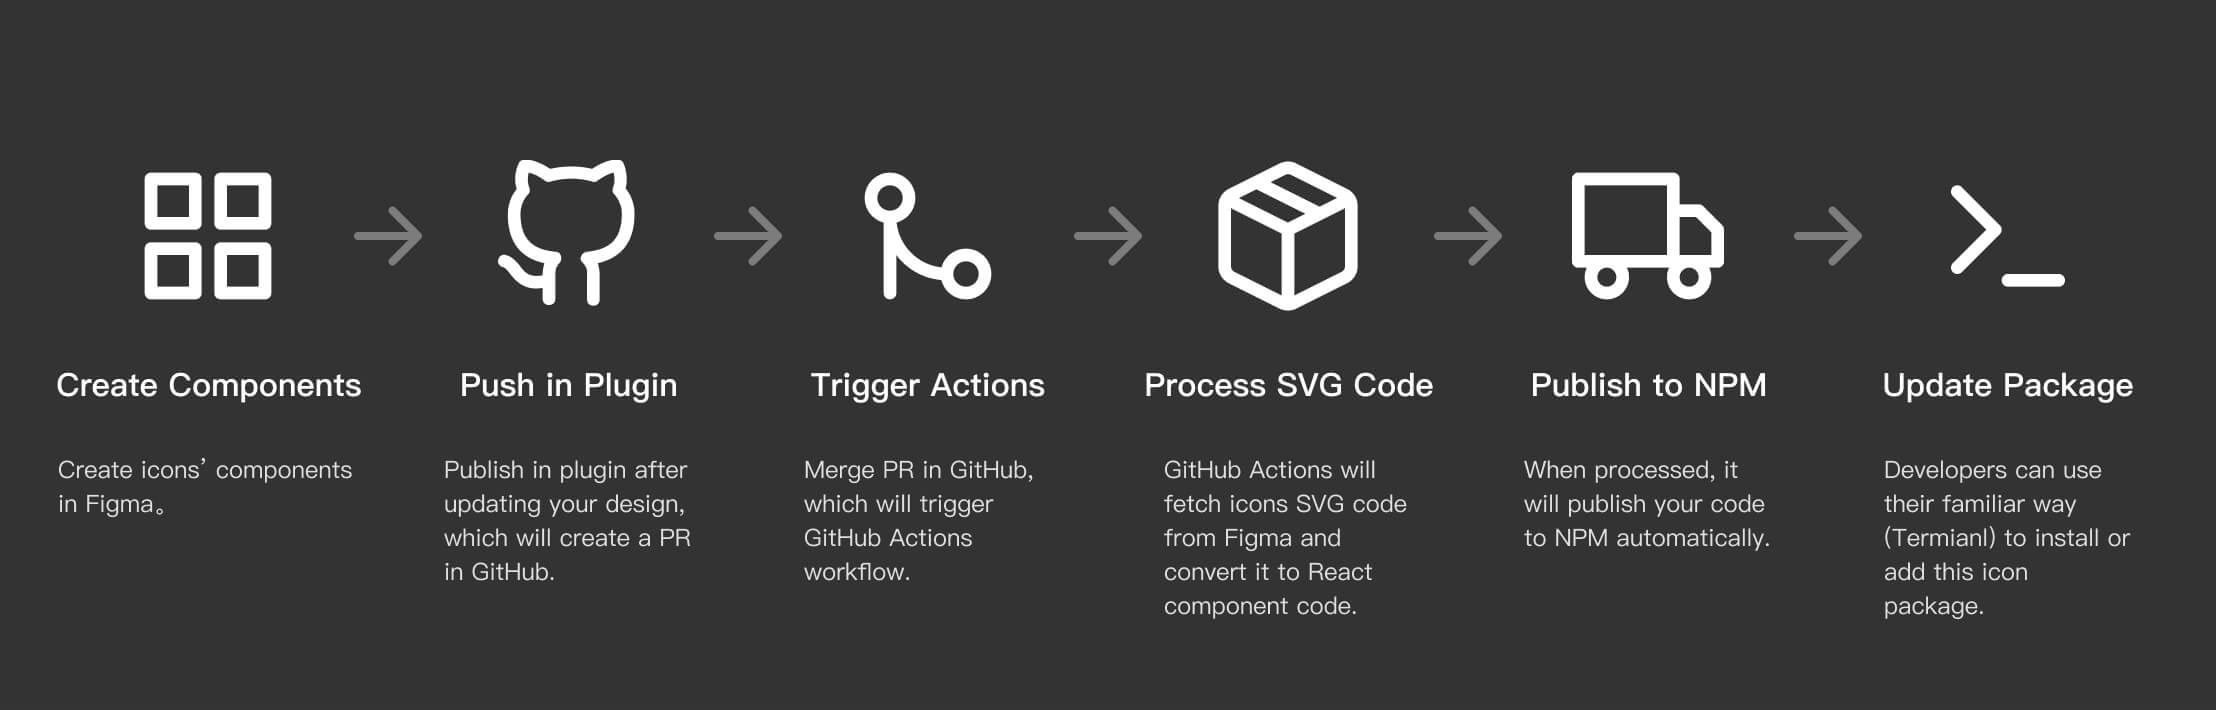 Create Components
Create icons’ components
in Figma。
Push in Plugin
Publish in plugin after
updating your design,
which will create a PR
in GitHub.
Trigger Actions
Merge PR in GitHub,
which will trigger
GitHub Actions
workflow.
Process SVG Code
GitHub Actions will
fetch icons SVG code
from Figma and
convert it to React
component code.
Publish to NPM
When processed, it
will publish your code
to NPM automatically.
Update Package
Developers can use
their familiar way
(Termianl) to install or
add this icon
package.